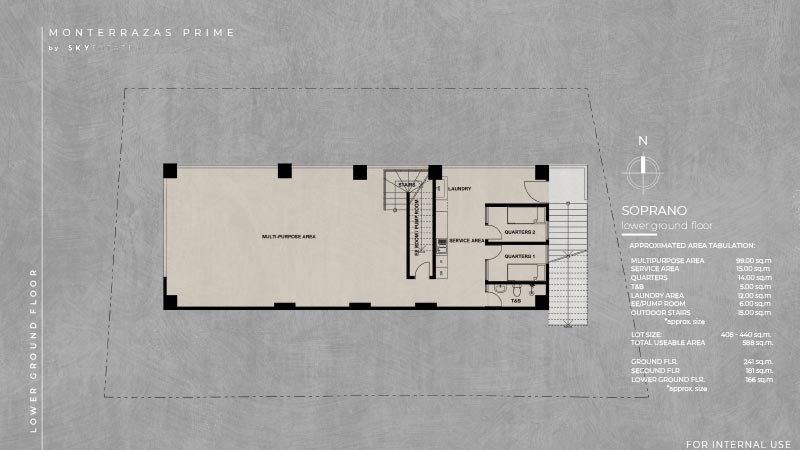 MONTERRAZAS PRIME
by SKY
LOWER GROUND FLOOR
STAIRS
LAUNDRY
EE ROOM / PUMP ROOM
MULTI-PURPOSE AREA
SERVICE AREA
QUARTERS 2
QUARTERS 1
T&B
N
SOPRANO
lower ground floor
APPROXIMATED AREA TABULATION:
MULTIPURPOSE AREA 99.00 sq.m
SERVICE AREA 15.00 sq.m
QUARTERS 14.00 sq.m
T&B 5.00 sq.m
LAUNDRY AREA 12.00 sq.m
EE/PUMP ROOM 6.00 sq.m
OUTDOOR STAIRS 15.00 sq.m
*approx. size
LOT SIZE: 408 - 440 sq.m.
TOTAL USEABLE AREA 588 sq.m.
GROUND FLR. 241 sq.m.
SECOUND FLR 181 sq.m.
LOWER GROUND FLR. 166 sq.m
*approx. size
FOR INTERNAL USE